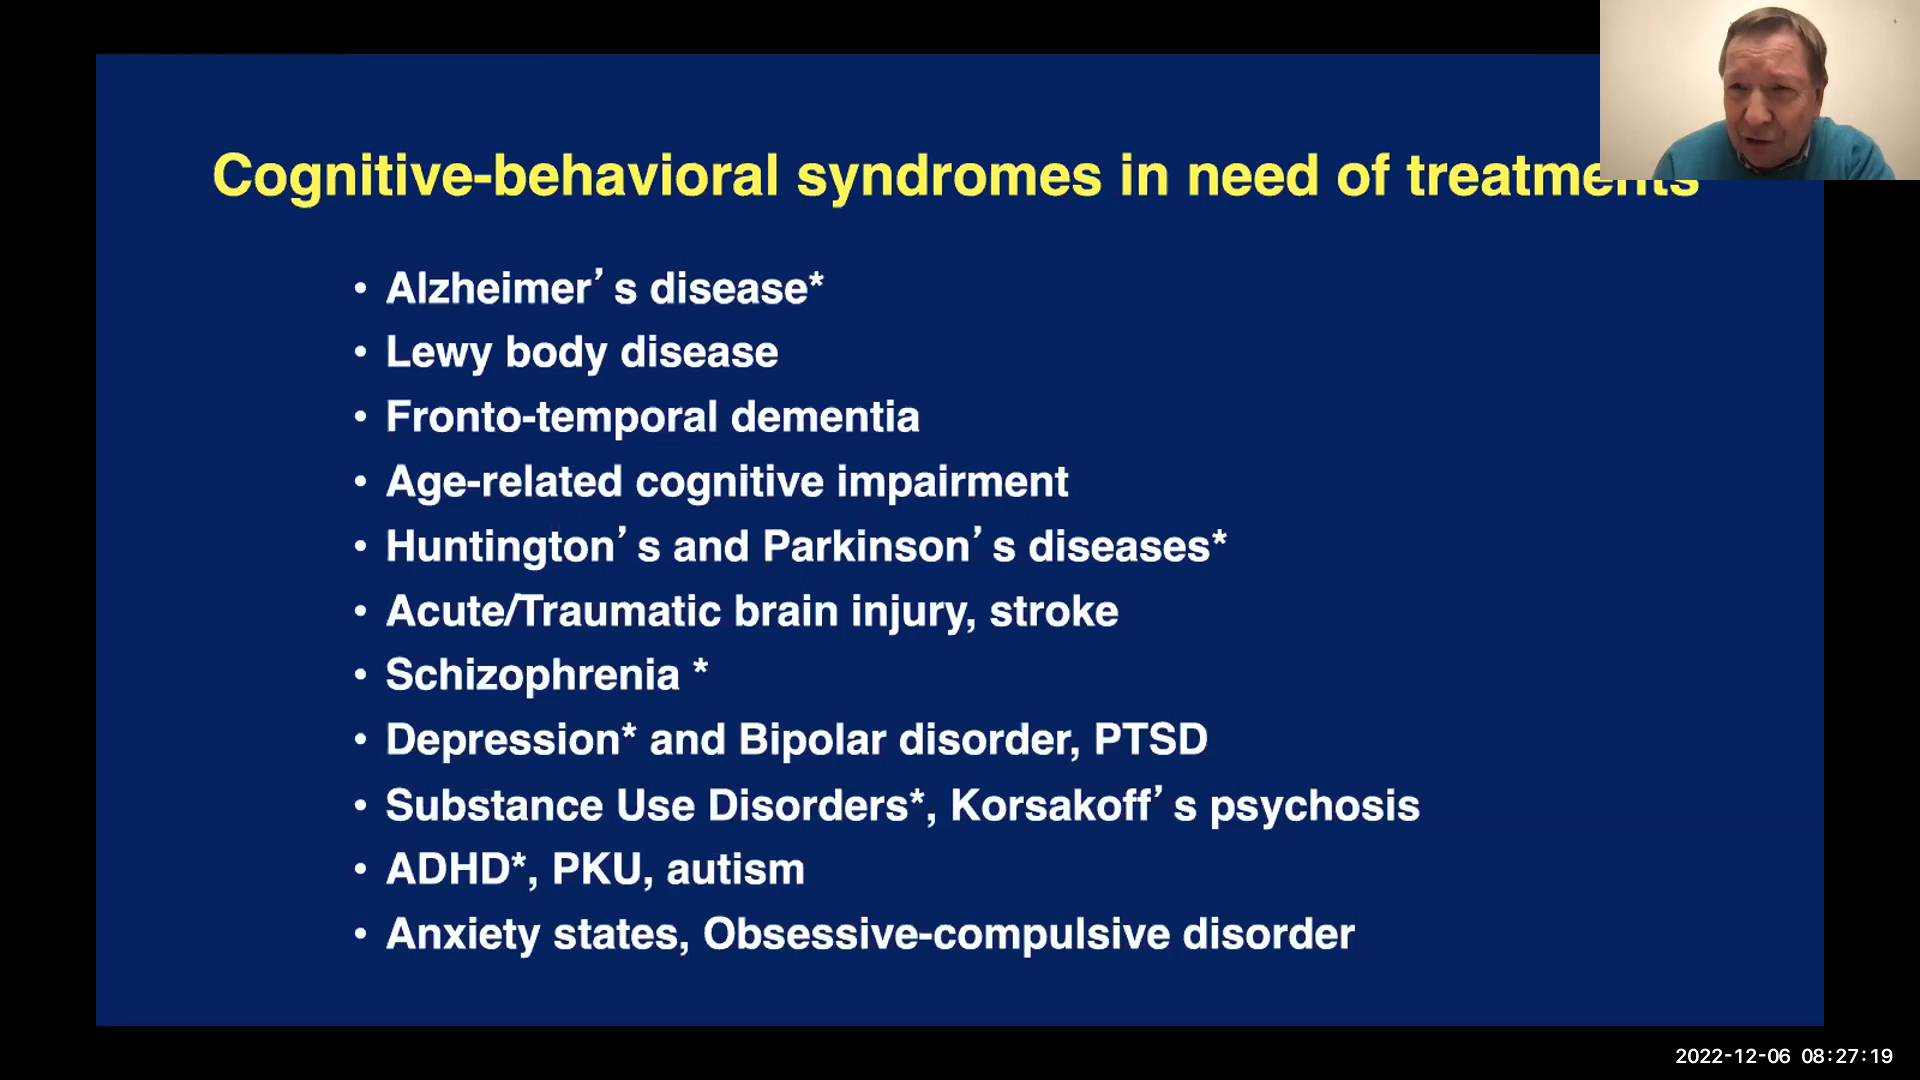 Cognitive-behavioral syndromes in need of treatments
• Alzheimer’s disease*
• Lewy body disease
• Fronto-temporal dementia
• Age-related cognitive impairment
• Huntington’s and Parkinson’s diseases*
• Acute/Traumatic brain injury, stroke
• Schizophrenia *
• Depression* and Bipolar disorder, PTSD
• Substance Use Disorders*, Korsakoff’s psychosis
• ADHD*, PKU, autism
• Anxiety states, Obsessive-compulsive disorder
2022-12-06 08:27:19